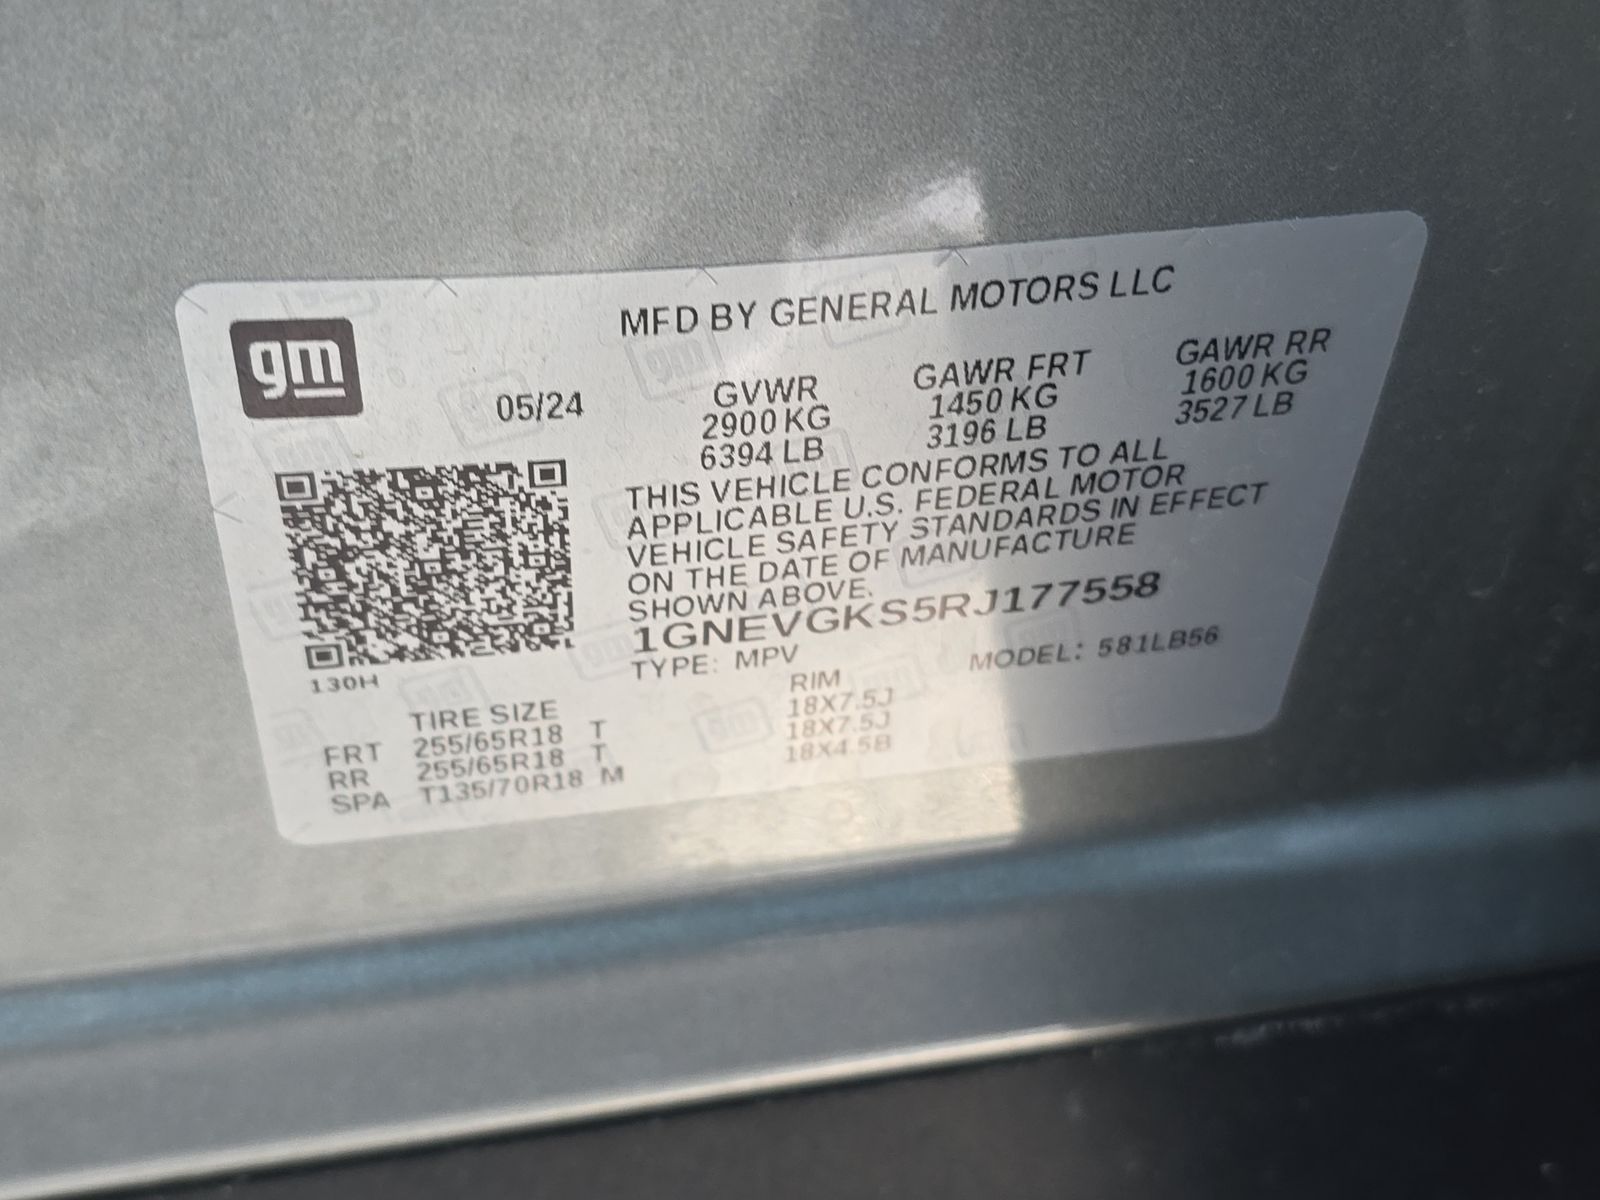 MFD BY GENERAL MOTORS LLC
gm
05/24
GVWR GAWR FRT GAWR RR
2900 KG 1450 KG 1600 KG
6394 LB 3196 LB 3527 LB
THIS VEHICLE CONFORMS TO ALL
APPLICABLE U.S. FEDERAL MOTOR
VEHICLE SAFETY STANDARDS IN EFFECT
ON THE DATE OF MANUFACTURE
SHOWN ABOVE.
1GNEVGKS5RJ177558
TYPE: MPV MODEL: 581LB56
130H
TIRE SIZE RIM
FRT 255/65R18 T 18X7.5J
RR 255/65R18 T 18X7.5J
SPA T135/70R18 M 18X4.5B